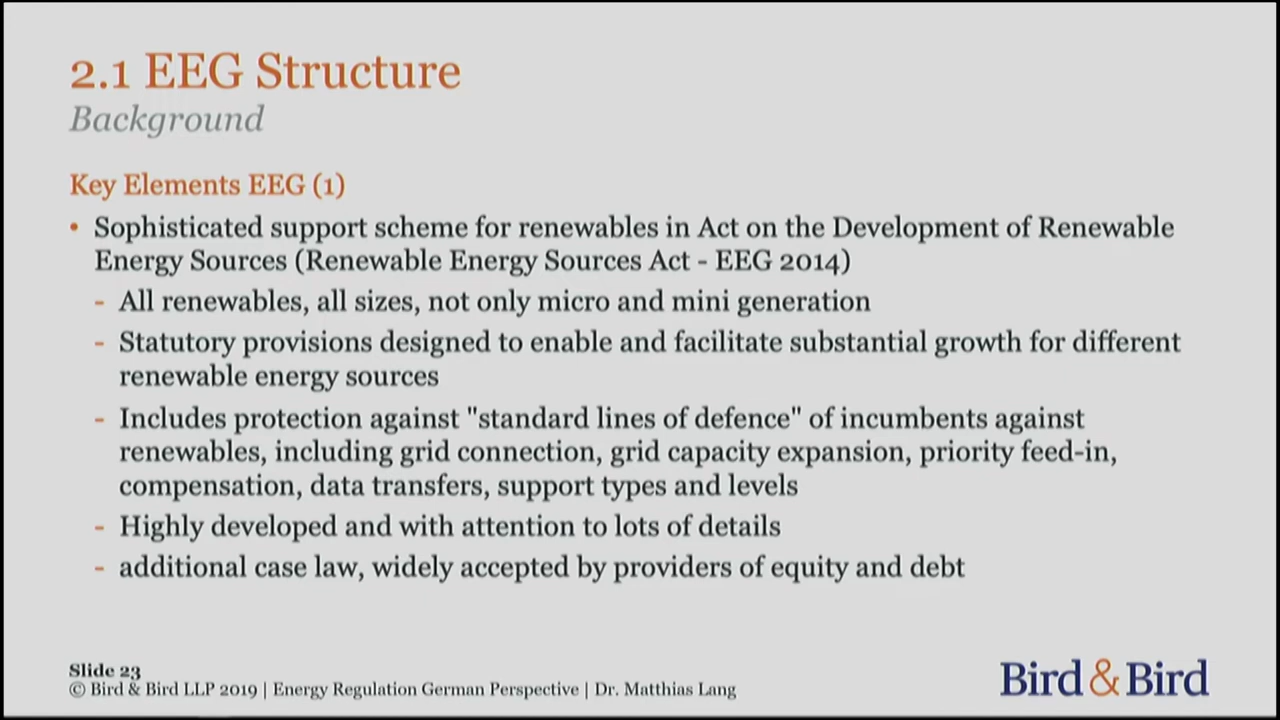 2.1 EEG Structure
Background
Key Elements EEG (1)
• Sophisticated support scheme for renewables in Act on the Development of Renewable
Energy Sources (Renewable Energy Sources Act - EEG 2014)
- All renewables, all sizes, not only micro and mini generation
- Statutory provisions designed to enable and facilitate substantial growth for different
renewable energy sources
- Includes protection against "standard lines of defence" of incumbents against
renewables, including grid connection, grid capacity expansion, priority feed-in,
compensation, data transfers, support types and levels
- Highly developed and with attention to lots of details
- additional case law, widely accepted by providers of equity and debt
Slide 23
© Bird & Bird LLP 2019 | Energy Regulation German Perspective | Dr. Matthias Lang
Bird & Bird